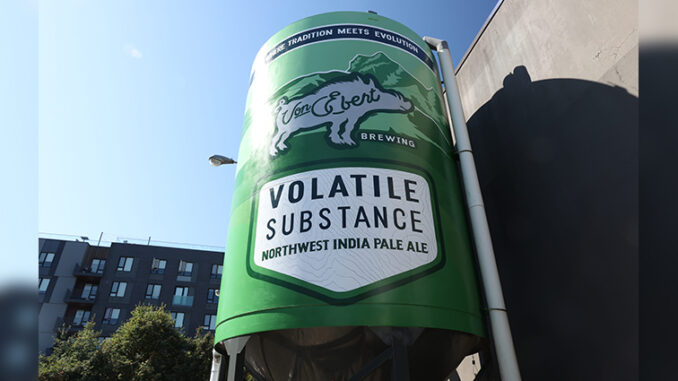 WHERE TRADITION MEETS EVOLUTION
Von Ebert
BREWING
VOLATILE
SUBSTANCE
NORTHWEST INDIA PALE ALE